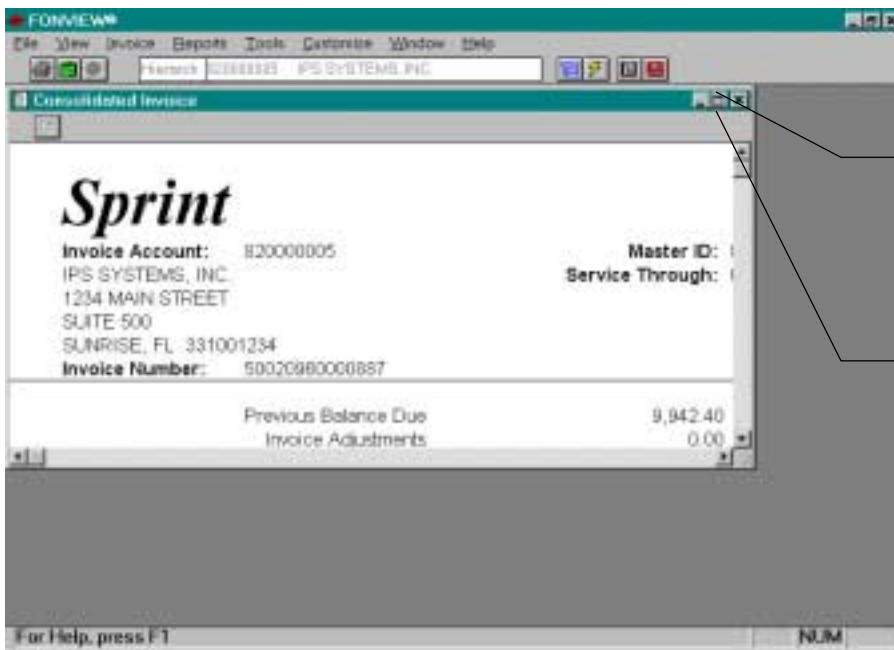 FONVIEW®
File View Invoice Reports Tools Customize Window Help
Hierarch 820000005 IPS SYSTEMS, INC.
Consolidated Invoice
Sprint
Invoice Account: 820000005 Master ID:
IPS SYSTEMS, INC. Service Through:
1234 MAIN STREET
SUITE 500
SUNRISE, FL 331001234
Invoice Number: 50020980000887
Previous Balance Due 9,942.40
Invoice Adjustments 0.00
For Help, press F1 NUM